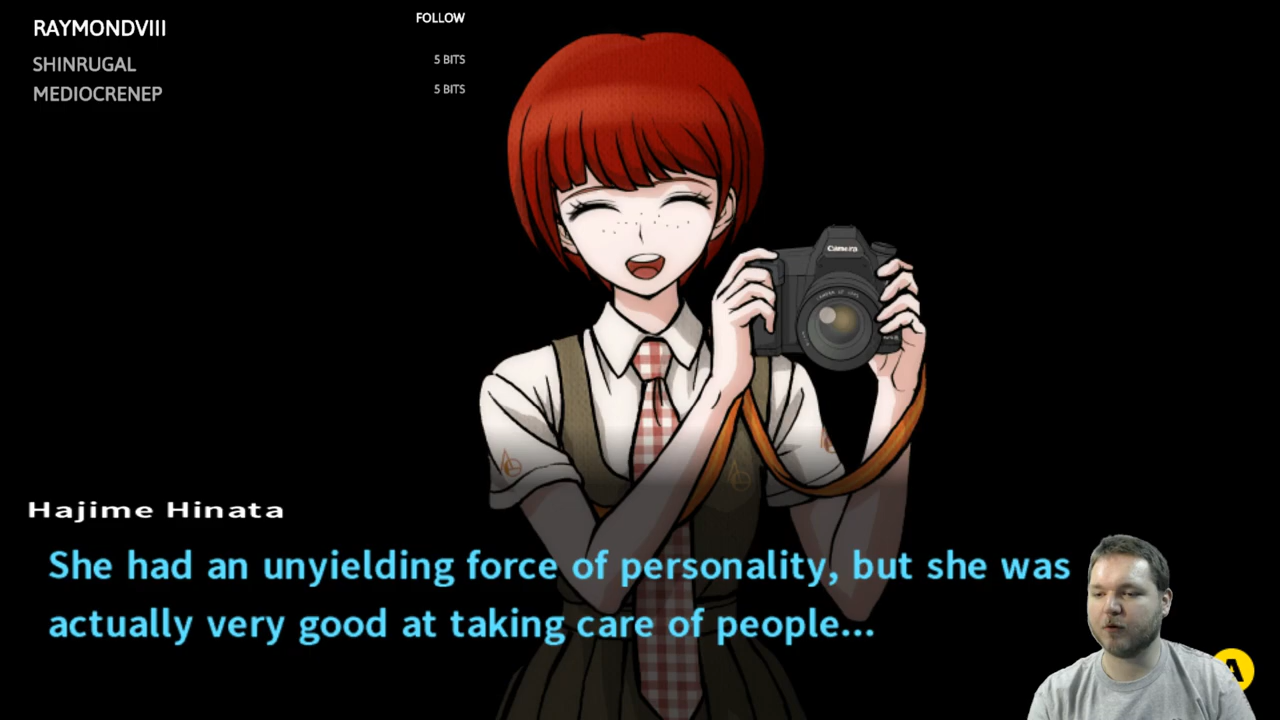 RAYMONDVIII FOLLOW
SHINRUGAL 5 BITS
MEDIOCRENEP 5 BITS
Camera
Hajime Hinata
She had an unyielding force of personality, but she was
actually very good at taking care of people...
A